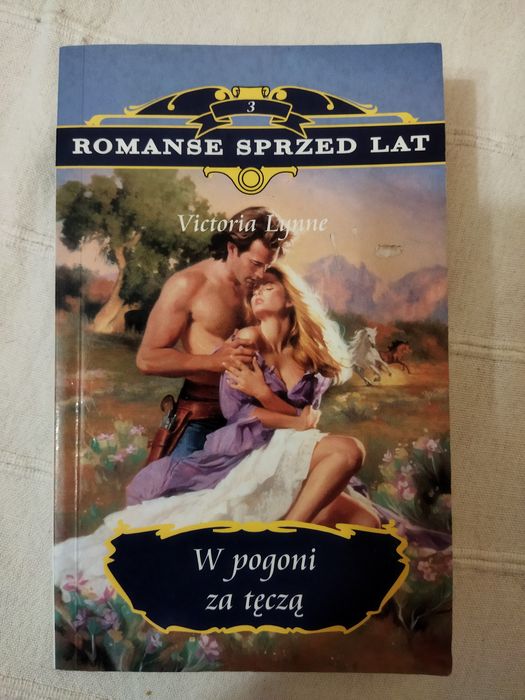 3
ROMANSE SPRZED LAT
Victoria Lynne
W pogoni
za tęczą